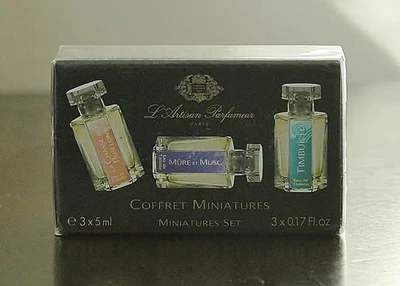 L'Artisan Parfumeur
PARIS
MÛRE ET MUSC
TIMBUKTU
COFFRET MINIATURES
℮ 3 x 5 ml
MINIATURES SET
3 x 0.17 Fl.oz